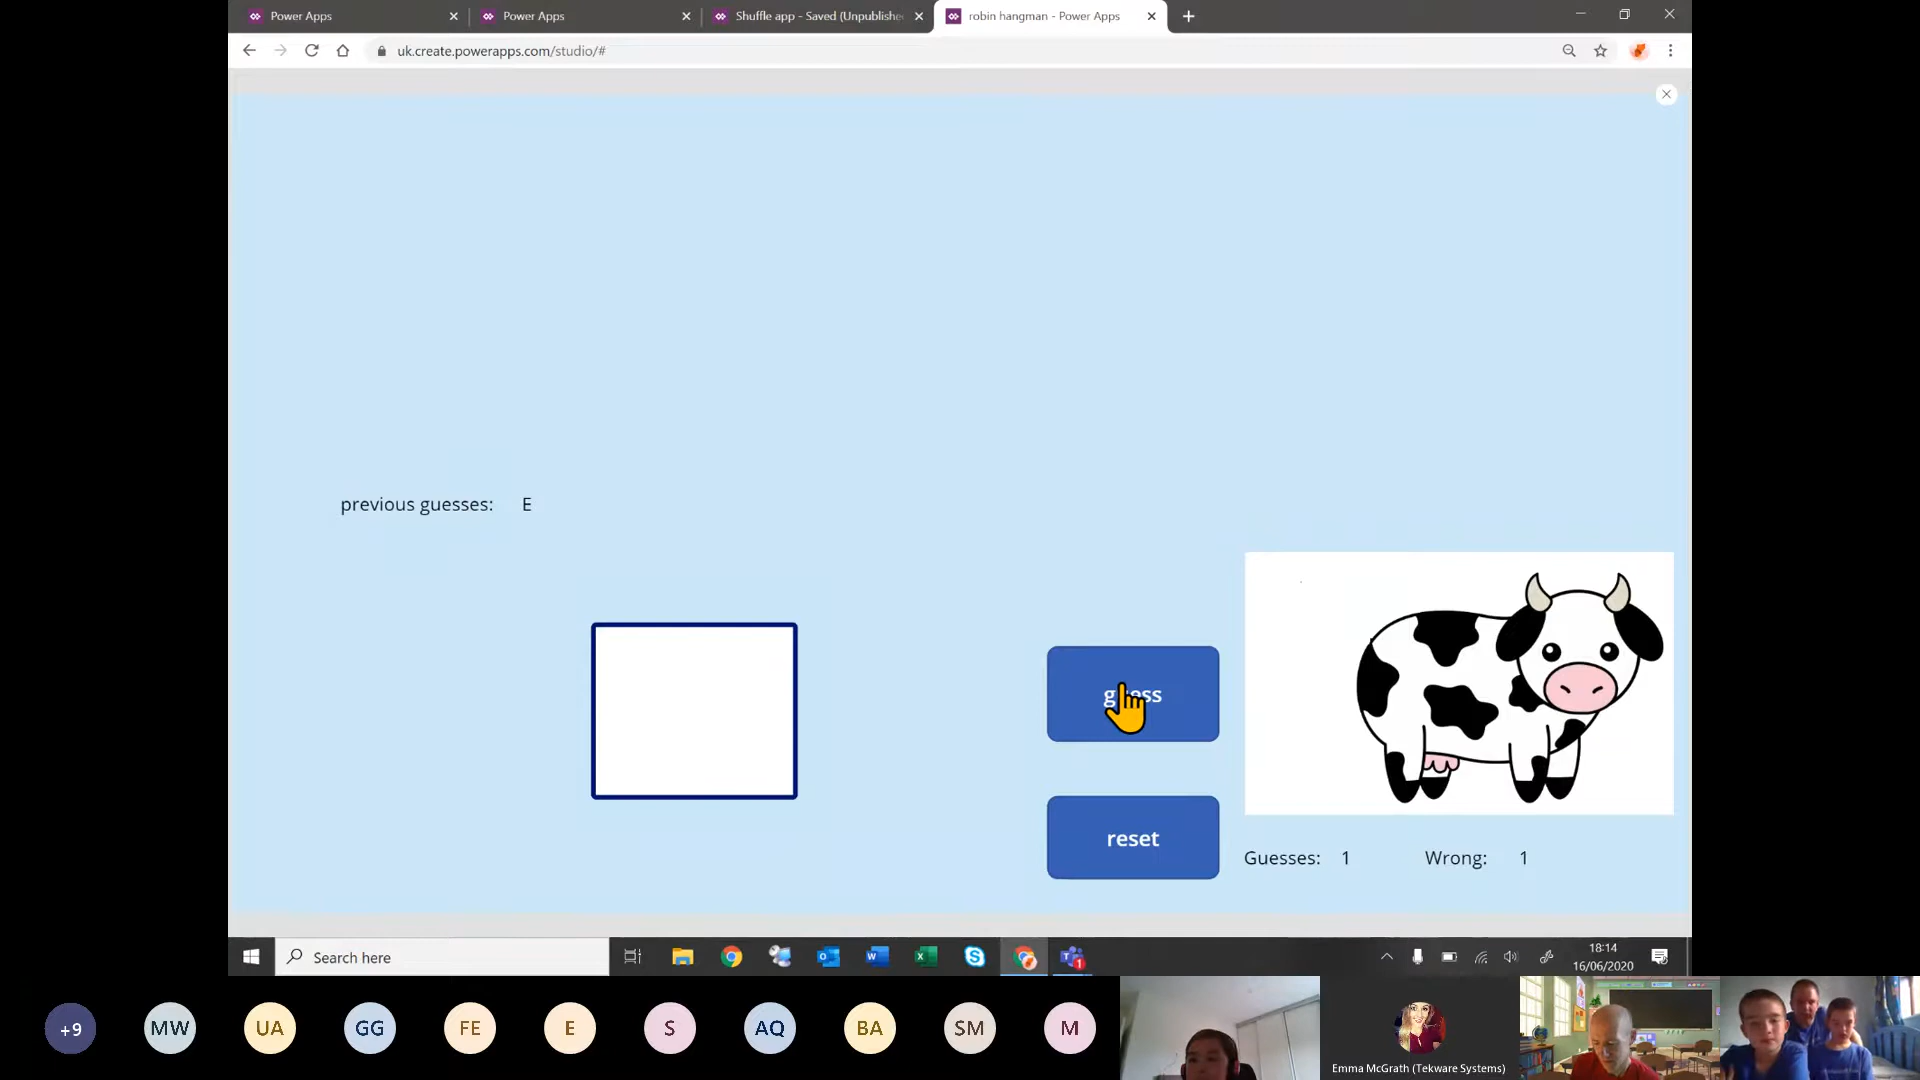 Power Apps
Power Apps
Shuffle app - Saved (Unpublishe
robin hangman - Power Apps
uk.create.powerapps.com/studio/#
previous guesses: E
guess
reset
Guesses: 1 Wrong: 1
Search here
18:14
16/06/2020
+9
MW
UA
GG
FE
E
S
AQ
BA
SM
M
Emma McGrath (Tekware Systems)